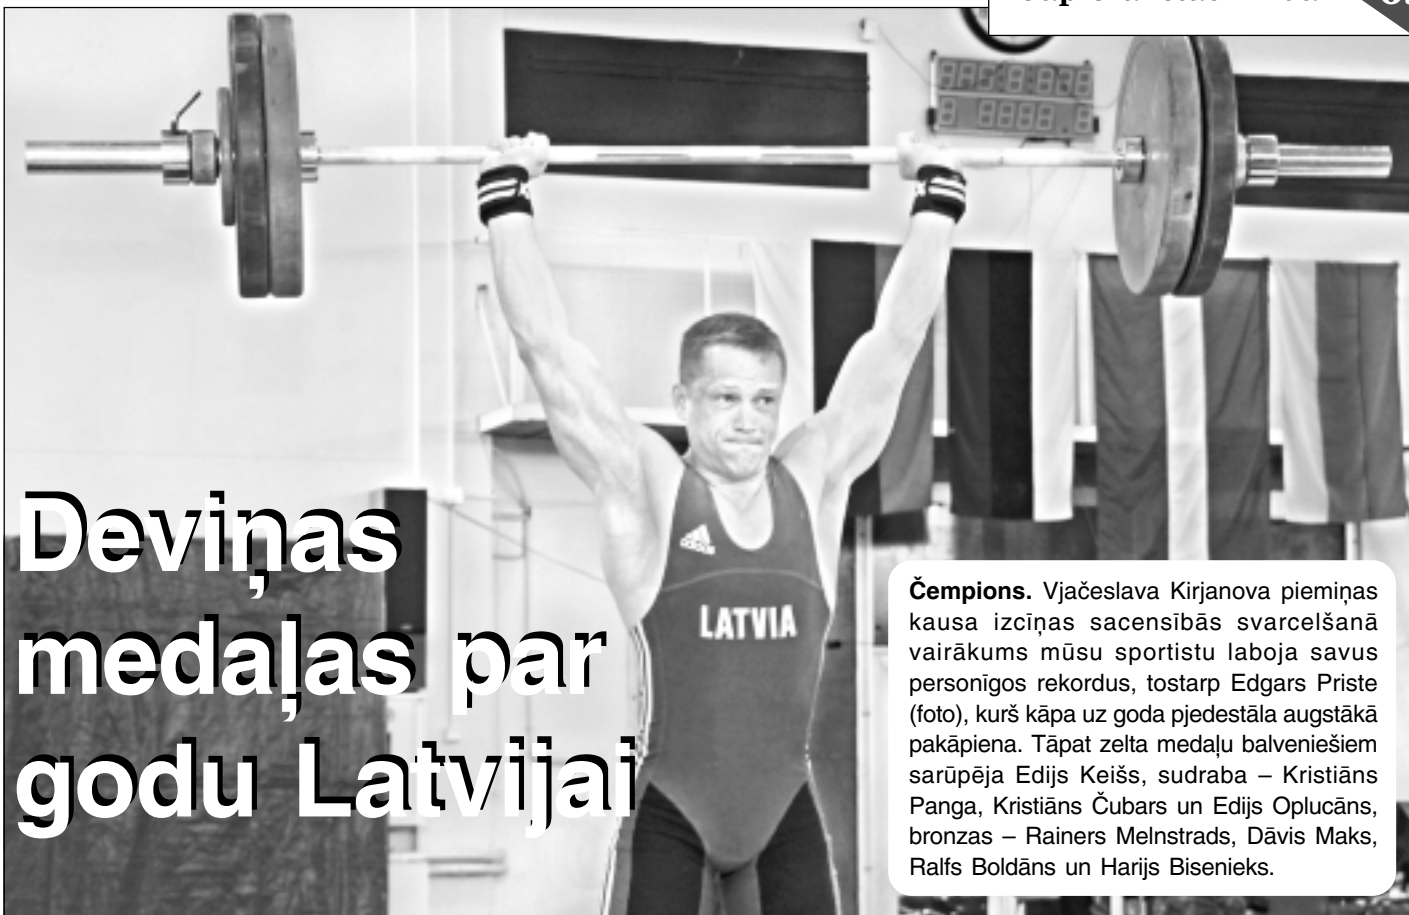 Deviņas
medaļas par
godu Latvijai
LATVIA
adidas
Čempions. Vjačeslava Kirjanova piemiņas
kausa izcīņas sacensībās svarcelšanā
vairākums mūsu sportistu laboja savus
personīgos rekordus, tostarp Edgars Priste
(foto), kurš kāpa uz goda pjedestāla augstākā
pakāpiena. Tāpat zelta medaļu balveniešiem
sarūpēja Edijs Keišs, sudraba – Kristiāns
Panga, Kristiāns Čubars un Edijs Oplucāns,
bronzas – Rainers Melnstrads, Dāvis Maks,
Ralfs Boldāns un Harijs Bisenieks.